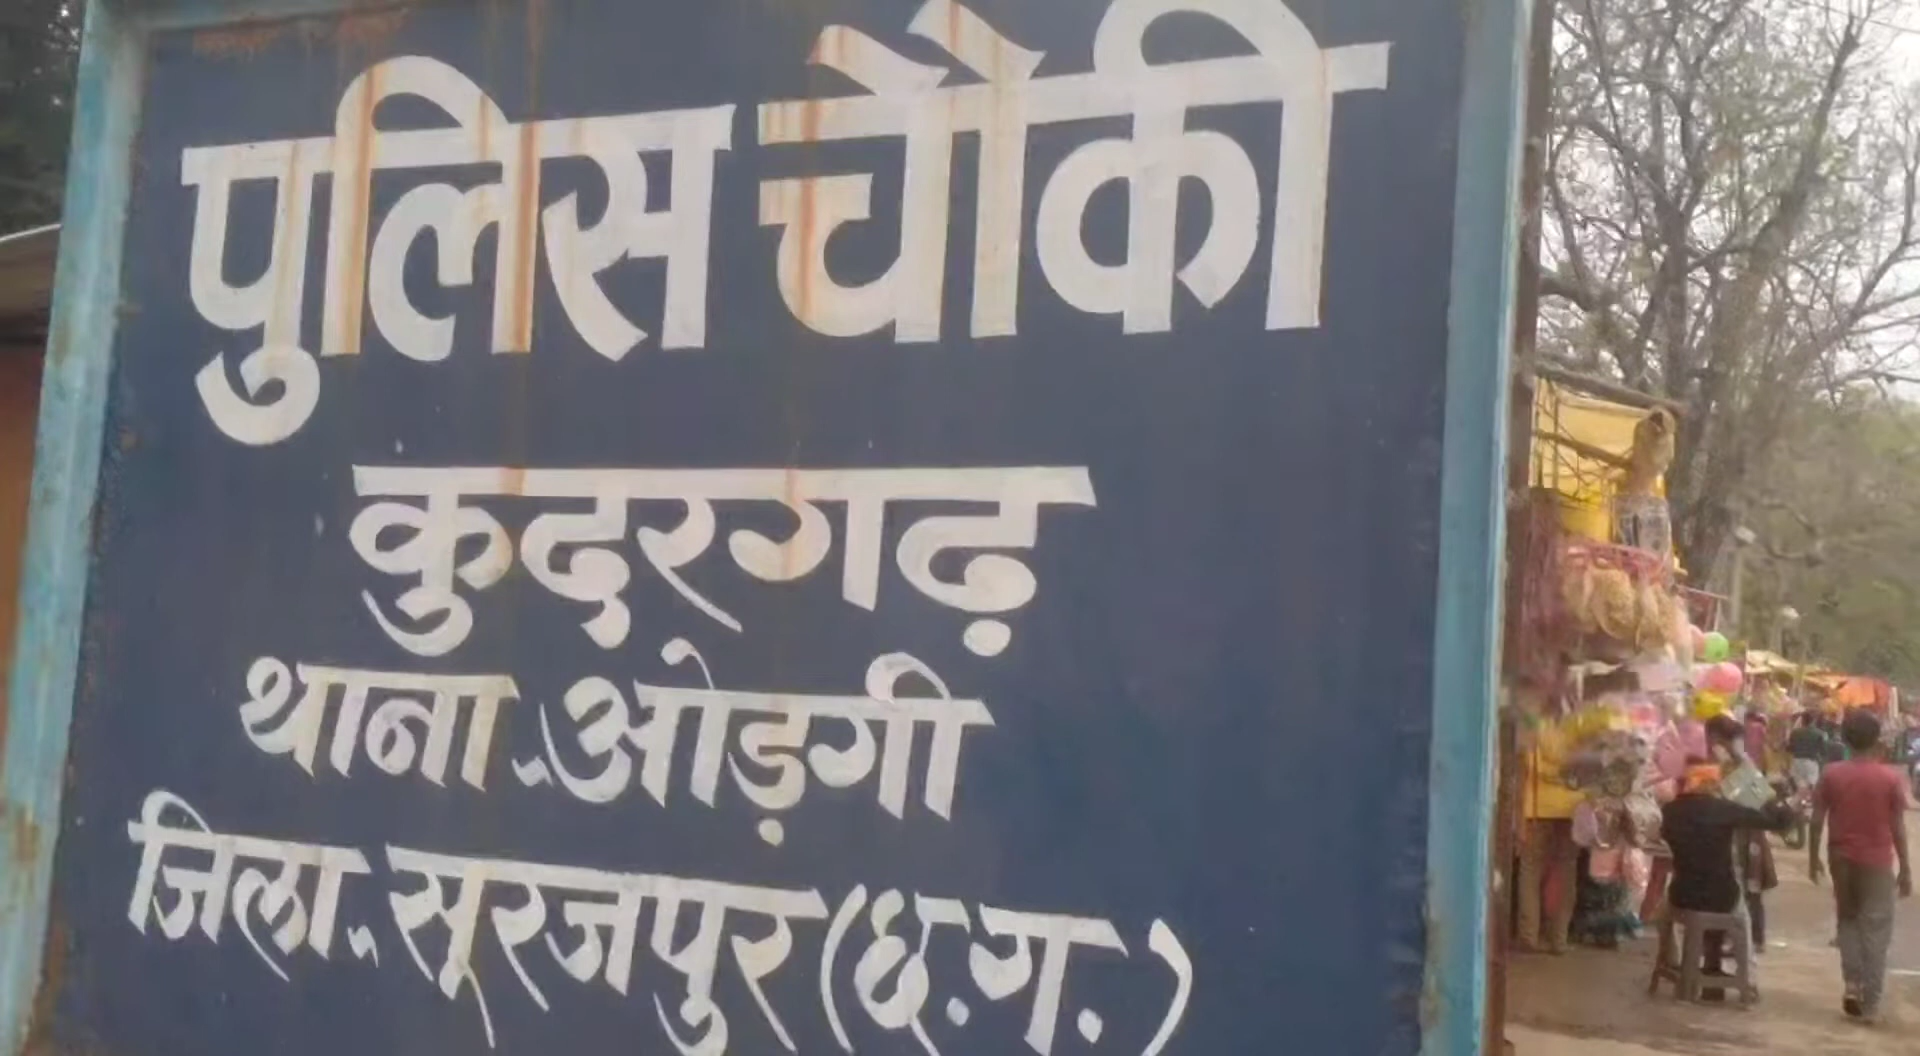 पुलिस चौकी
कुदरगढ़
थाना-ओड़गी
जिला-सूरजपुर (छ.ग.)